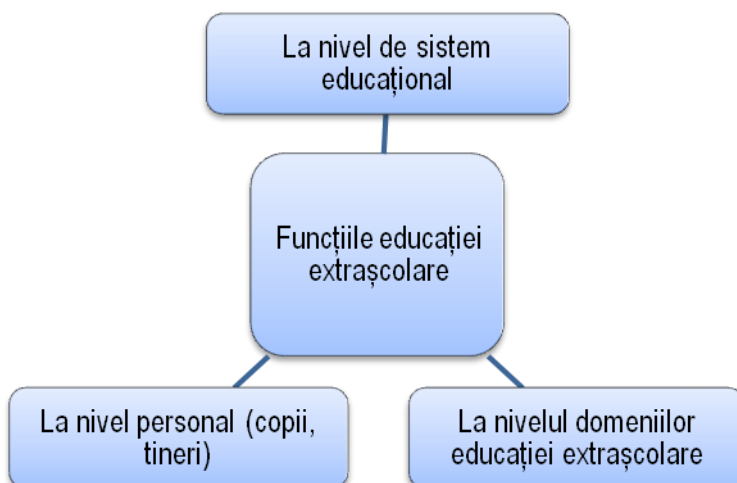 La nivel de sistem
educațional
Funcțiile educației
extrașcolare
La nivel personal (copii,
tineri)
La nivelul domeniilor
educației extrașcolare